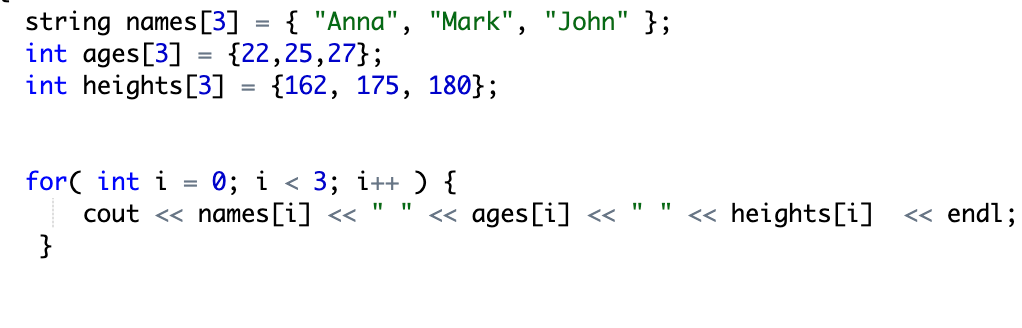 string names[3] = { "Anna", "Mark", "John" };
int ages[3] = {22,25,27};
int heights[3] = {162, 175, 180};
for( int i = 0; i < 3; i++ ) {
cout << names[i] << " " << ages[i] << " " << heights[i]  << endl;
}